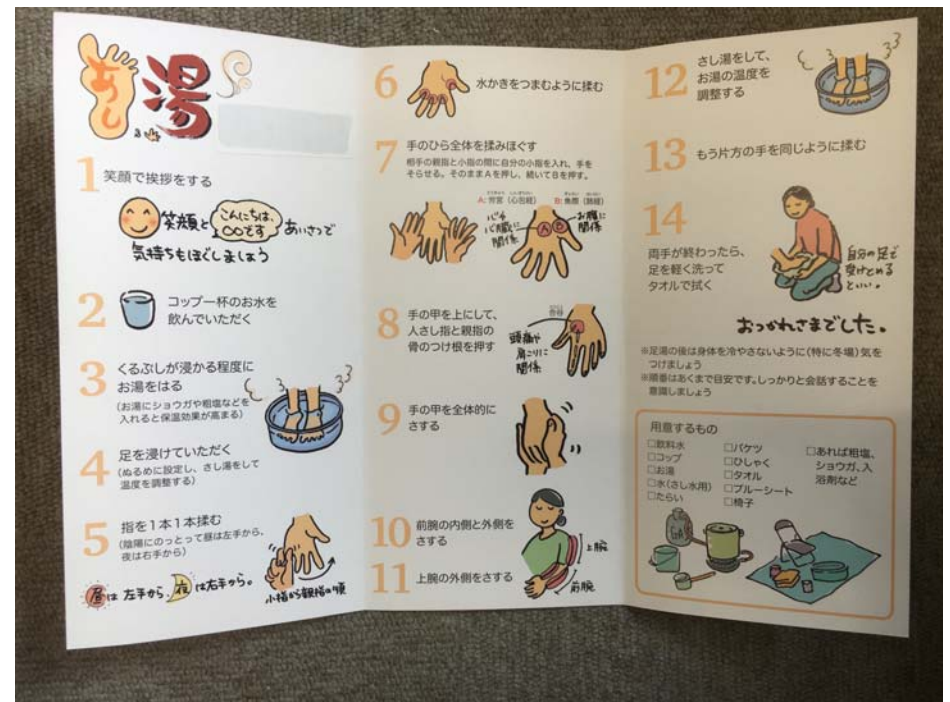 あし湯
1 笑顔で挨拶をする
笑顔と
こんにちは、
○○です
あいさつで
気持ちもほぐしましょう
2 コップ一杯のお水を
飲んでいただく
3 くるぶしが浸かる程度に
お湯をはる
(お湯にショウガや粗塩などを
入れると保温効果が高まる)
4 足を浸けていただく
(ぬるめに設定し、さし湯をして
温度を調整する)
5 指を1本1本揉む
(陰陽にのっとって昼は左手から、
夜は右手から)
昼は 左手から、夜は右手から。
小指から親指の順
6 水かきをつまむように揉む
7 手のひら全体を揉みほぐす
相手の親指と小指の間に自分の小指を入れ、手を
そらせる。そのままAを押し、続いてBを押す。
A: 労宮(心包経) B: 魚際(肺経)
心や
心臓に
関係
A B
お腹に
関係
8 手の甲を上にして、
人さし指と親指の
骨のつけ根を押す
合谷
頭痛や
肩こりに
関係
9 手の甲を全体的に
さする
10 前腕の内側と外側を
さする
11 上腕の外側をさする
上腕
前腕
12 さし湯をして、
お湯の温度を
調整する
13 もう片方の手を同じように揉む
14
両手が終わったら、
足を軽く洗って
タオルで拭く
自分の足で
受けとめる
といい。
おつかれさまでした。
※足湯の後は身体を冷やさないように(特に冬場)気を
つけましょう
※順番はあくまで目安です。しっかりと会話することを
意識しましょう
用意するもの
□飲料水
□コップ
□お湯
□水(さし水用)
□たらい
□バケツ
□ひしゃく
□タオル
□ブルーシート
□椅子
□あれば粗塩、
ショウガ、入
浴剤など